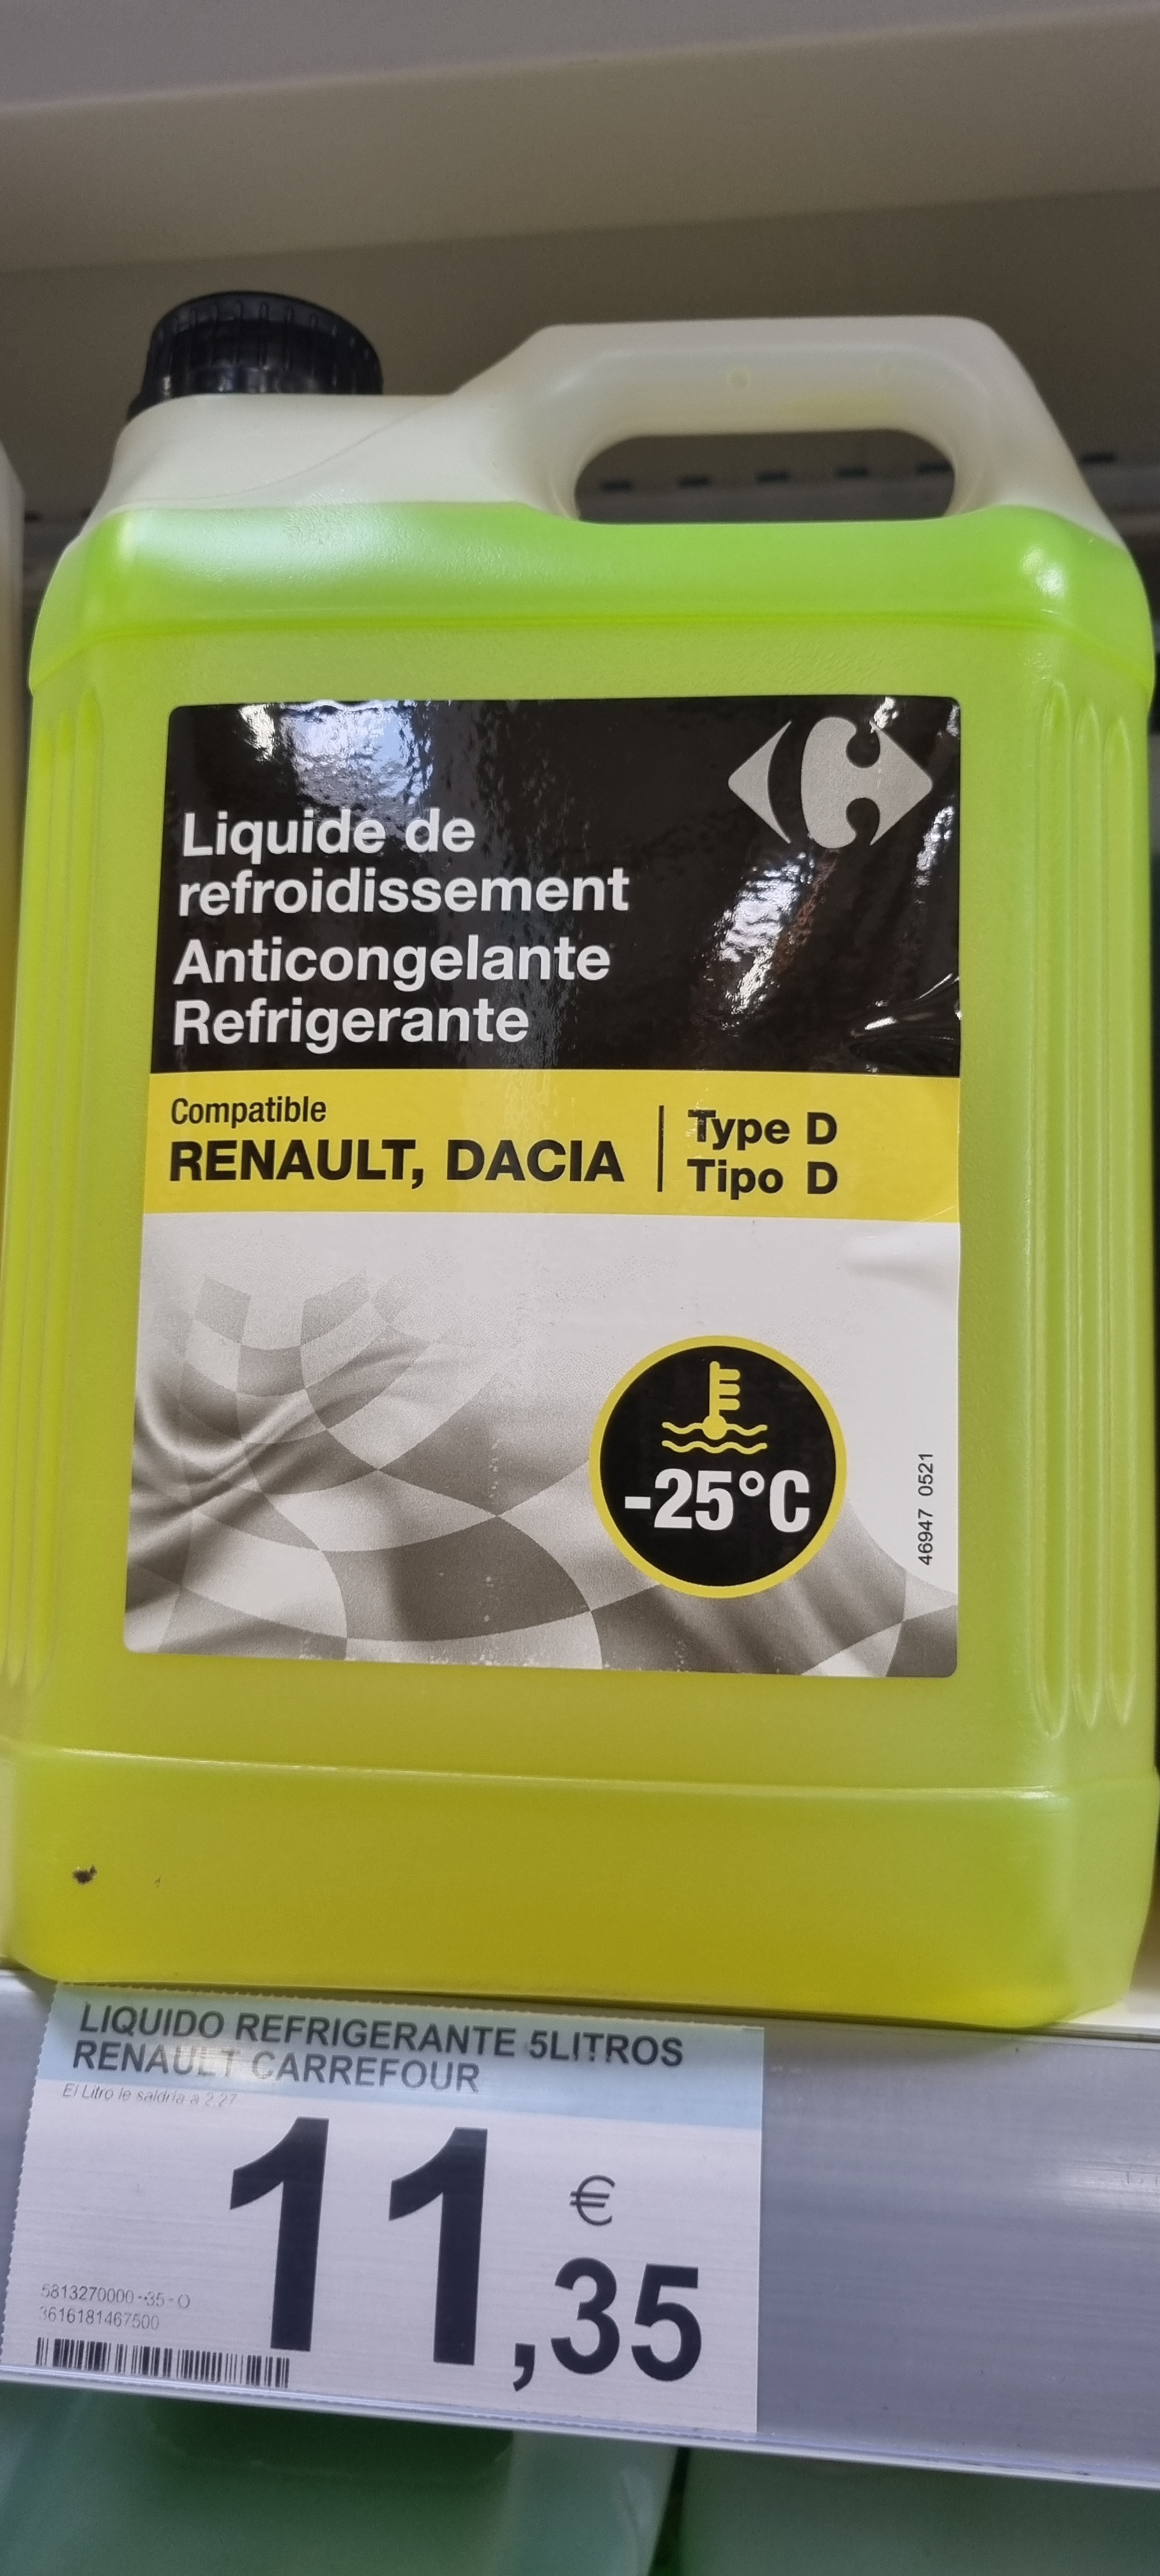 Liquide de
refroidissement
Anticongelante
Refrigerante
Compatible
RENAULT, DACIA
Type D
Tipo D
-25°C
46947 0521
LIQUIDO REFRIGERANTE 5LITROS
RENAULT CARREFOUR
El Litro le saldría a 2.27
11,35 €
5813270000-35-0
3616181467500